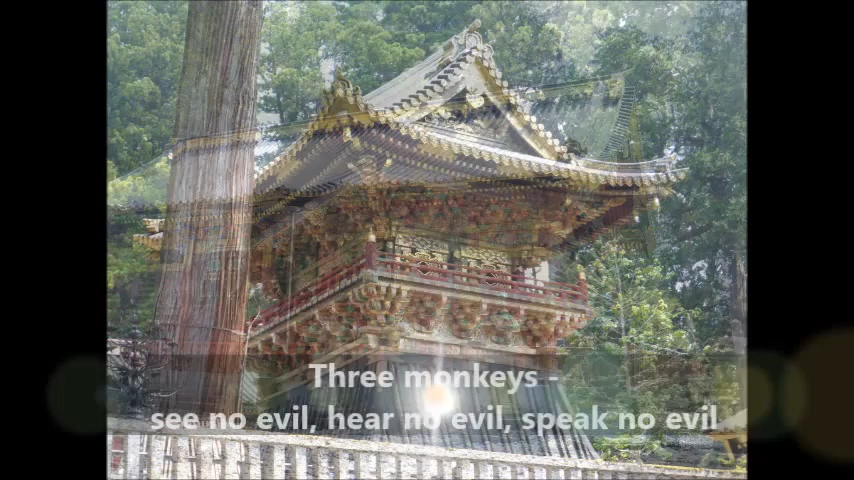 Three monkeys -
see no evil, hear no evil, speak no evil